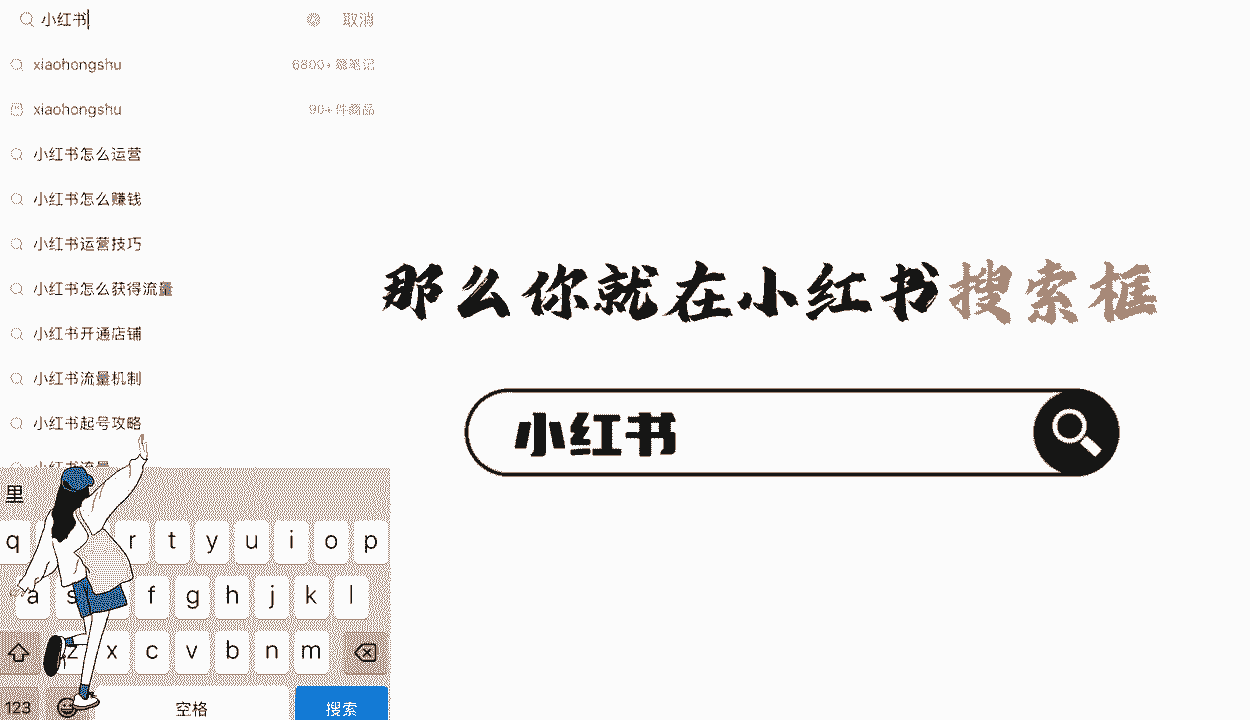 小红书 取消
xiaohongshu 6800+ 篇笔记
xiaohongshu 90+ 件商品
小红书怎么运营
小红书怎么赚钱
小红书运营技巧
小红书怎么获得流量
小红书开通店铺
小红书流量机制
小红书起号攻略
小红书流量
那么你就在小红书搜索框
小红书
里
q r t y u i o p
a s f g h j k l
z x c v b n m
123 空格 搜索